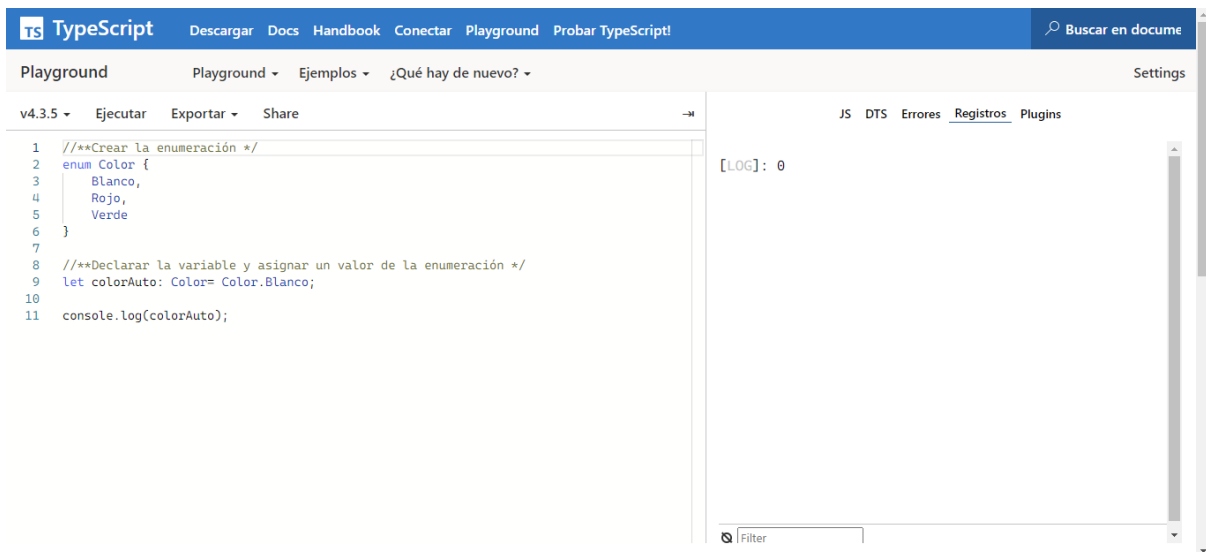 TS TypeScript Descargar Docs Handbook Conectar Playground Probar TypeScript! Buscar en docume
Playground Playground Ejemplos ¿Qué hay de nuevo? Settings
v4.3.5 Ejecutar Exportar Share JS DTS Errores Registros Plugins
1 //**Crear la enumeración */
2 enum Color {
3 Blanco,
4 Rojo,
5 Verde
6 }
7
8 //**Declarar la variable y asignar un valor de la enumeración */
9 let colorAuto: Color= Color.Blanco;
10
11 console.log(colorAuto);
[LOG]: 0
Filter